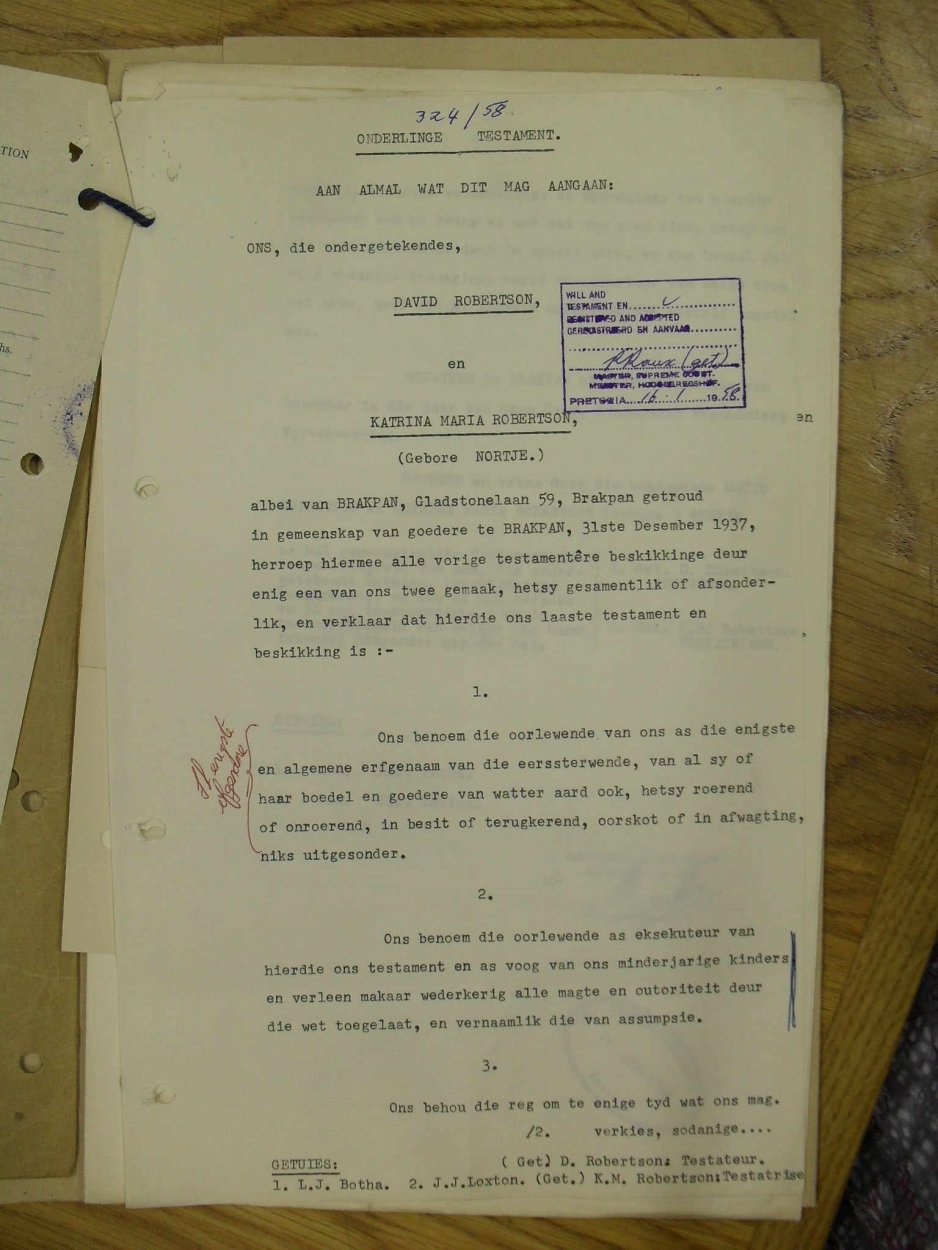 TION
hs.
324/58
ONDERLINGE TESTAMENT.
AAN ALMAL WAT DIT MAG AANGAAN:
ONS, die ondergetekendes,
DAVID ROBERTSON,
WILL AND
TESTAMENT EN
REGISTERED AND ACCEPTED
GEREGISTREERD EN AANVAAR
(get)
MASTER, SUPREME COURT.
MEESTER, HOOGGEREGSHOF.
PRETORIA....16.1.....1958.
en
KATRINA MARIA ROBERTSON, en
(Gebore NORTJE.)
albei van BRAKPAN, Gladstonelaan 59, Brakpan getroud
in gemeenskap van goedere te BRAKPAN, 31ste Desember 1937,
herroep hiermee alle vorige testamentêre beskikkinge deur
enig een van ons twee gemaak, hetsy gesamentlik of afsonder-
lik, en verklaar dat hierdie ons laaste testament en
beskikking is :-
1.
Ons benoem die oorlewende van ons as die enigste
en algemene erfgenaam van die eerssterwende, van al sy of
haar boedel en goedere van watter aard ook, hetsy roerend
of onroerend, in besit of terugkerend, oorskot of in afwagting,
niks uitgesonder.
enigste
2.
Ons benoem die oorlewende as eksekuteur van
hierdie ons testament en as voog van ons minderjarige kinders
en verleen makaar wederkerig alle magte en outoriteit deur
die wet toegelaat, en vernaamlik die van assumpsie.
3.
Ons behou die reg om te enige tyd wat ons mag.
/2. verkies, sodanige....
GETUIES: ( Get) D. Robertson: Testateur.
1. L.J. Botha. 2. J.J.Loxton. (Get.) K.M. Robertson:Testatrise